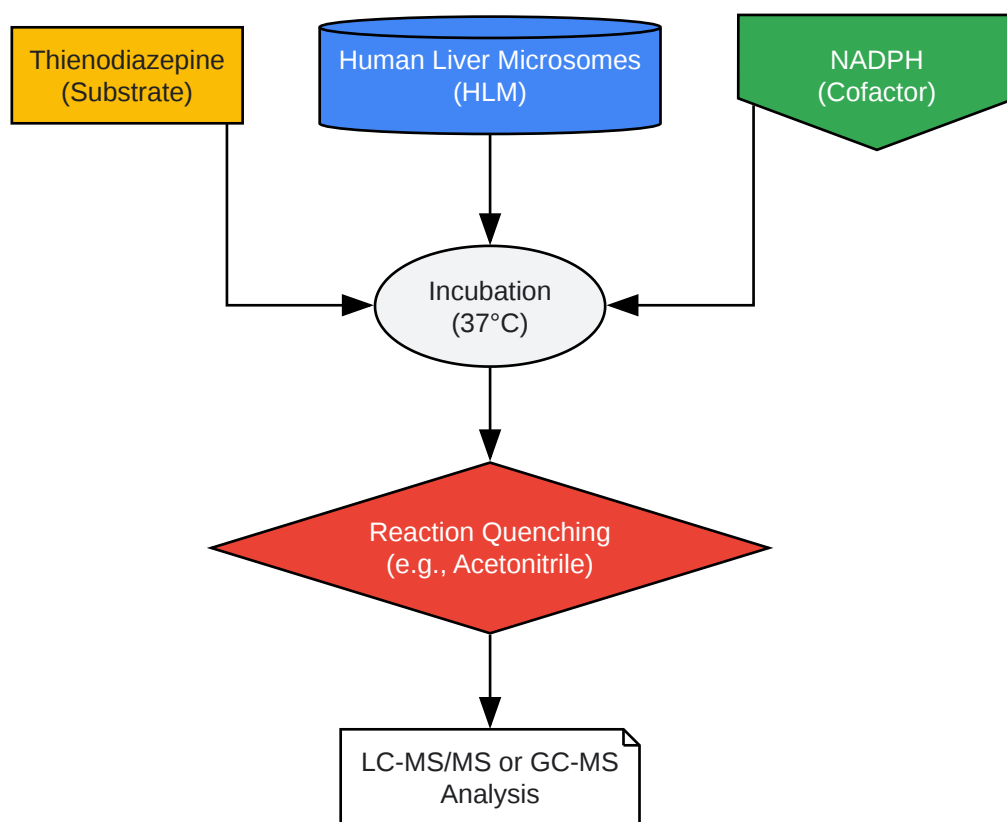 Thienodiazepine
(Substrate)
Human Liver Microsomes
(HLM)
NADPH
(Cofactor)
Incubation
(37°C)
Reaction Quenching
(e.g., Acetonitrile)
LC-MS/MS or GC-MS
Analysis